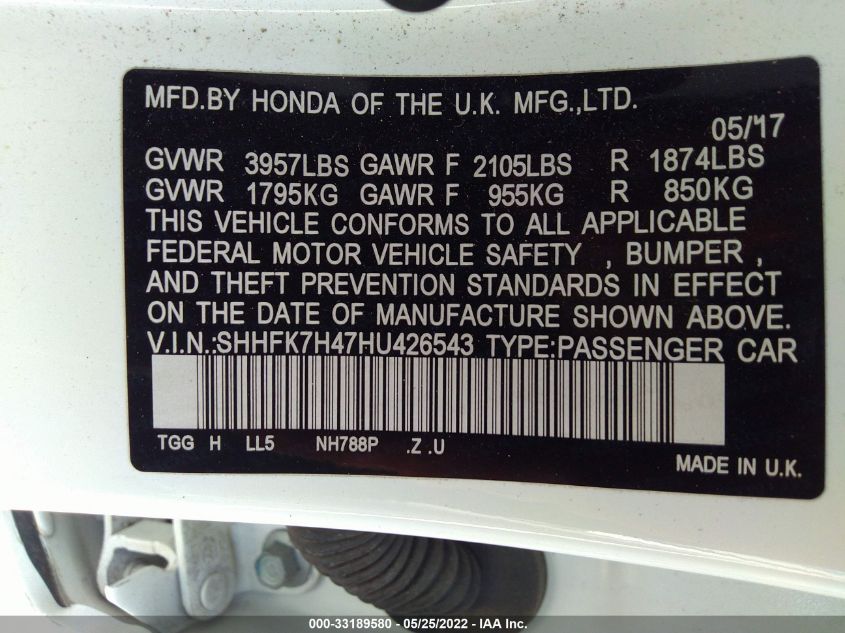 MFD.BY HONDA OF THE U.K. MFG.,LTD.
05/17
GVWR 3957LBS GAWR F 2105LBS R 1874LBS
GVWR 1795KG GAWR F 955KG R 850KG
THIS VEHICLE CONFORMS TO ALL APPLICABLE
FEDERAL MOTOR VEHICLE SAFETY , BUMPER ,
AND THEFT PREVENTION STANDARDS IN EFFECT
ON THE DATE OF MANUFACTURE SHOWN ABOVE.
V.I.N.:SHHFK7H47HU426543 TYPE:PASSENGER CAR
TGG H LL5 NH788P .Z .U
MADE IN U.K.
000-33189580 - 05/25/2022 - IAA Inc.